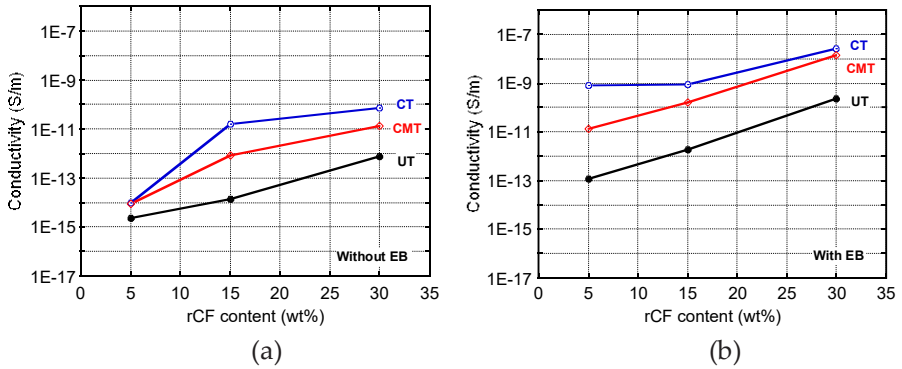 1E-7
1E-9
1E-11
1E-13
1E-15
1E-17
Conductivity (S/m)
CT
CMT
UT
Without EB
0 5 10 15 20 25 30 35
rCF content (wt%)
(a)
1E-7
1E-9
1E-11
1E-13
1E-15
1E-17
Conductivity (S/m)
CT
CMT
UT
With EB
0 5 10 15 20 25 30 35
rCF content (wt%)
(b)